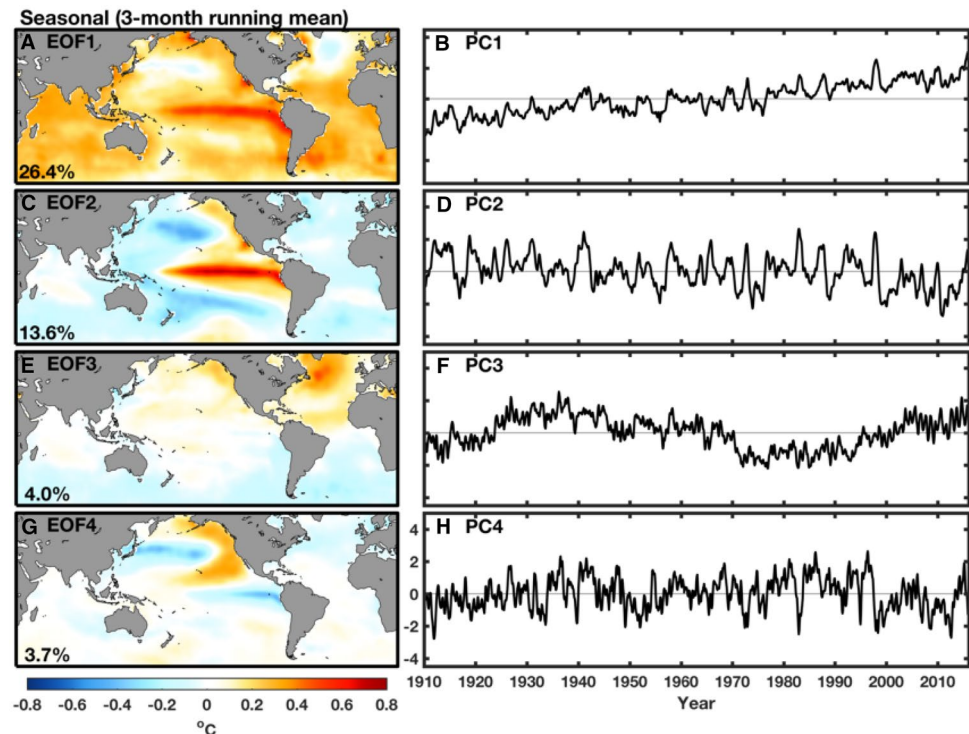 Seasonal (3-month running mean)
A EOF1
26.4%
B PC1
C EOF2
13.6%
D PC2
E EOF3
4.0%
F PC3
G EOF4
3.7%
H PC4
4
2
0
-2
-4
1910 1920 1930 1940 1950 1960 1970 1980 1990 2000 2010
Year
-0.8 -0.6 -0.4 -0.2 0 0.2 0.4 0.6 0.8
°C